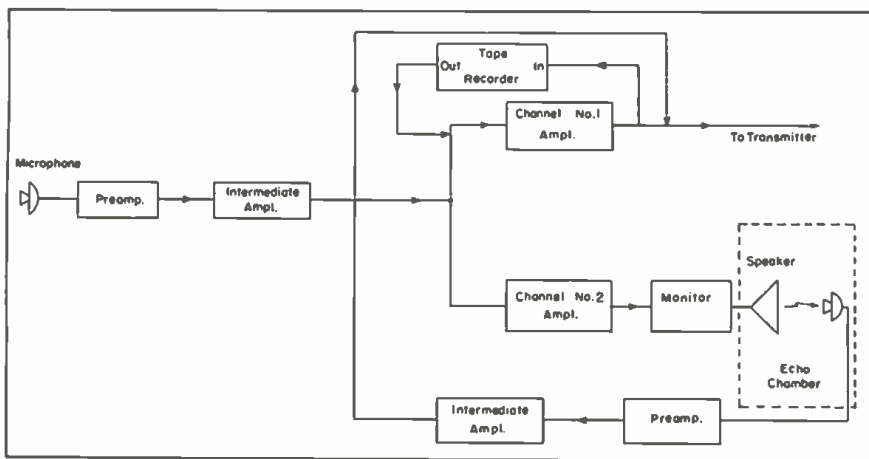 Tape
Out
In
Recorder
Channel No.1
Ampl.
To Transmitter
Microphone
Preamp.
Intermediate
Ampl.
Speaker
Channel No.2
Ampl.
Monitor
Echo
Chamber
Intermediate
Ampl.
Preamp.